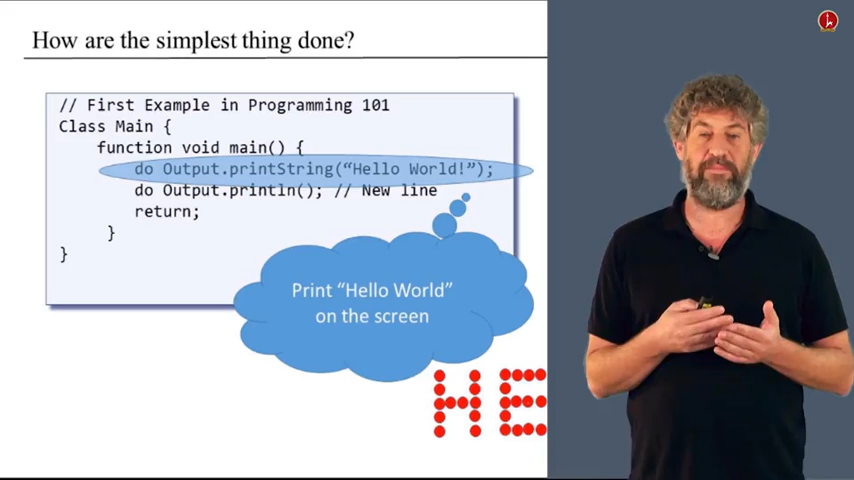 How are the simplest thing done?
// First Example in Programming 101
Class Main {
function void main() {
do Output.printString(“Hello World!”);
do Output.println(); // New line
return;
}
}
Print “Hello World”
on the screen
HE